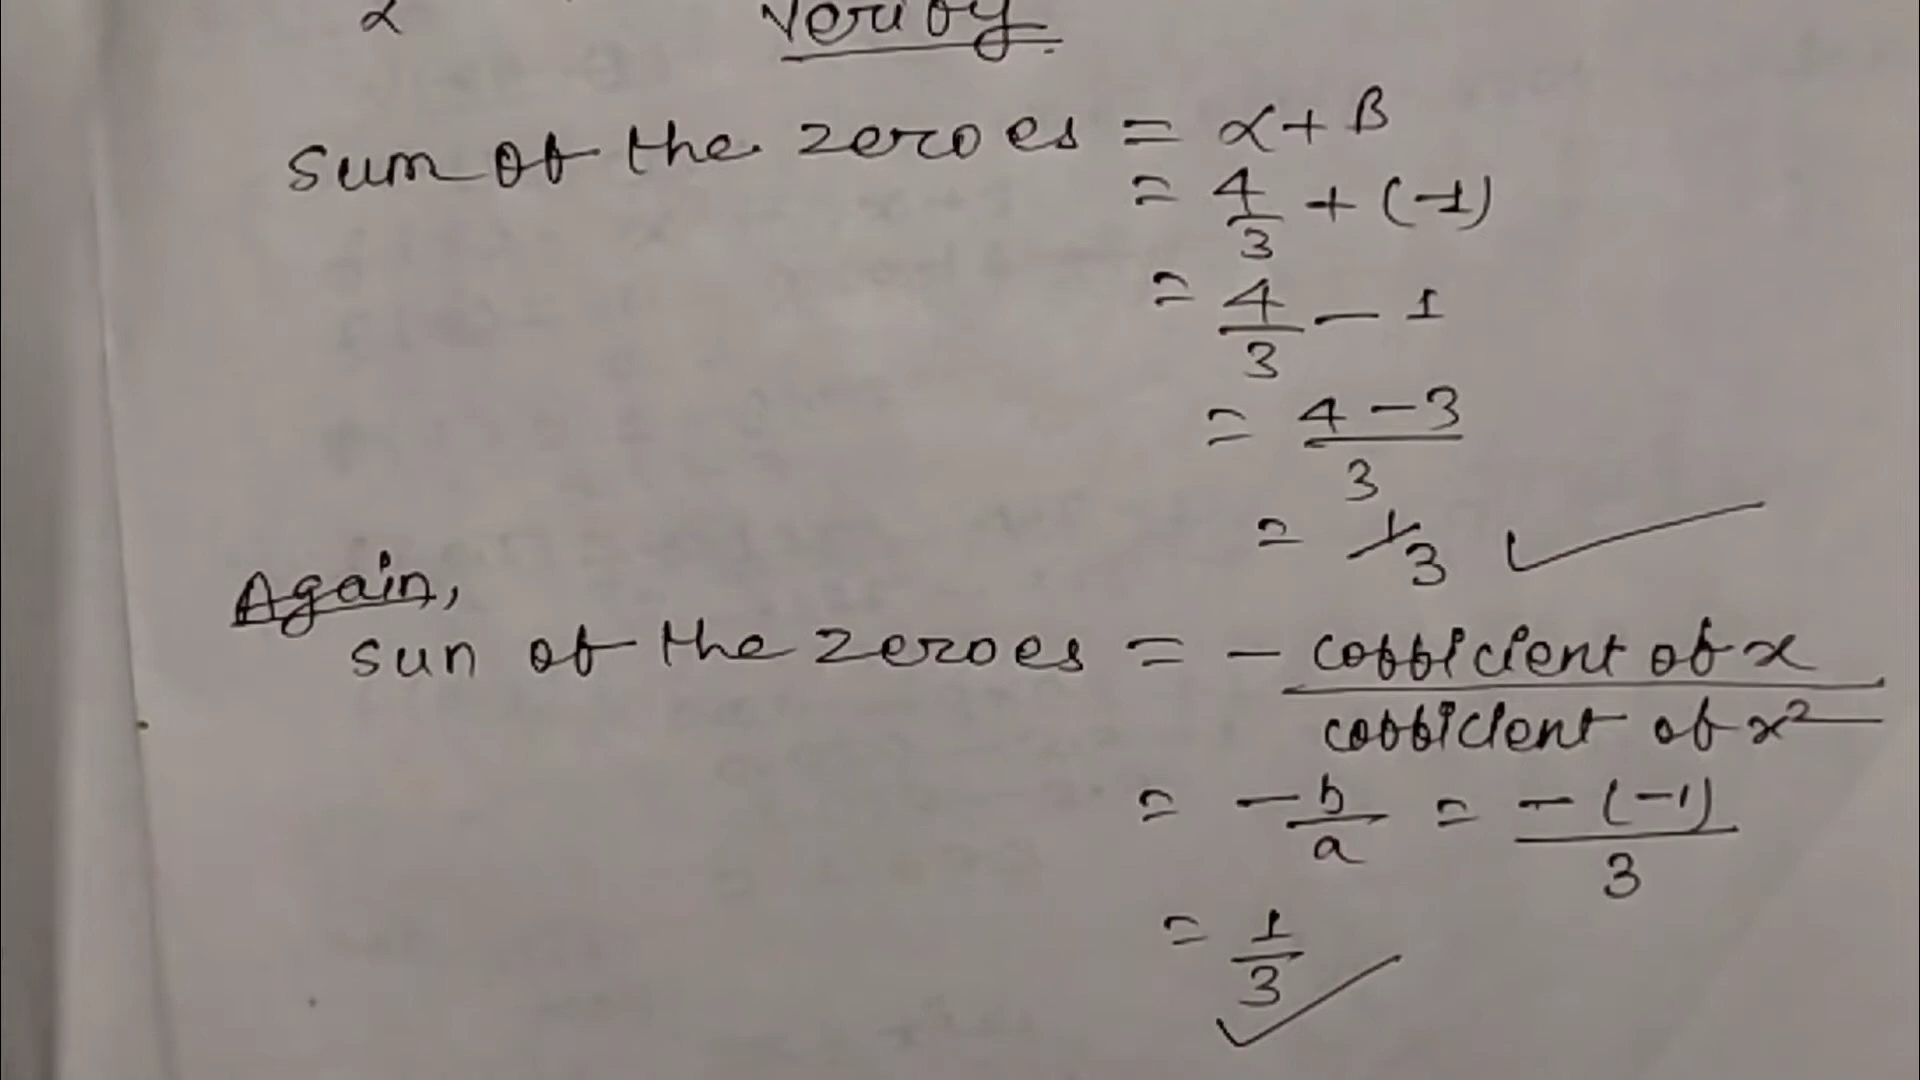 α
Verify
Sum of the zeroes = α + β
= 4/3 + (-1)
= 4/3 - 1
= 4 - 3 / 3
= 1/3 ✓
Again,
sun of the zeroes = - cofficient of x / cofficient of x²
= - b/a = -(-1)/3
= 1/3 ✓